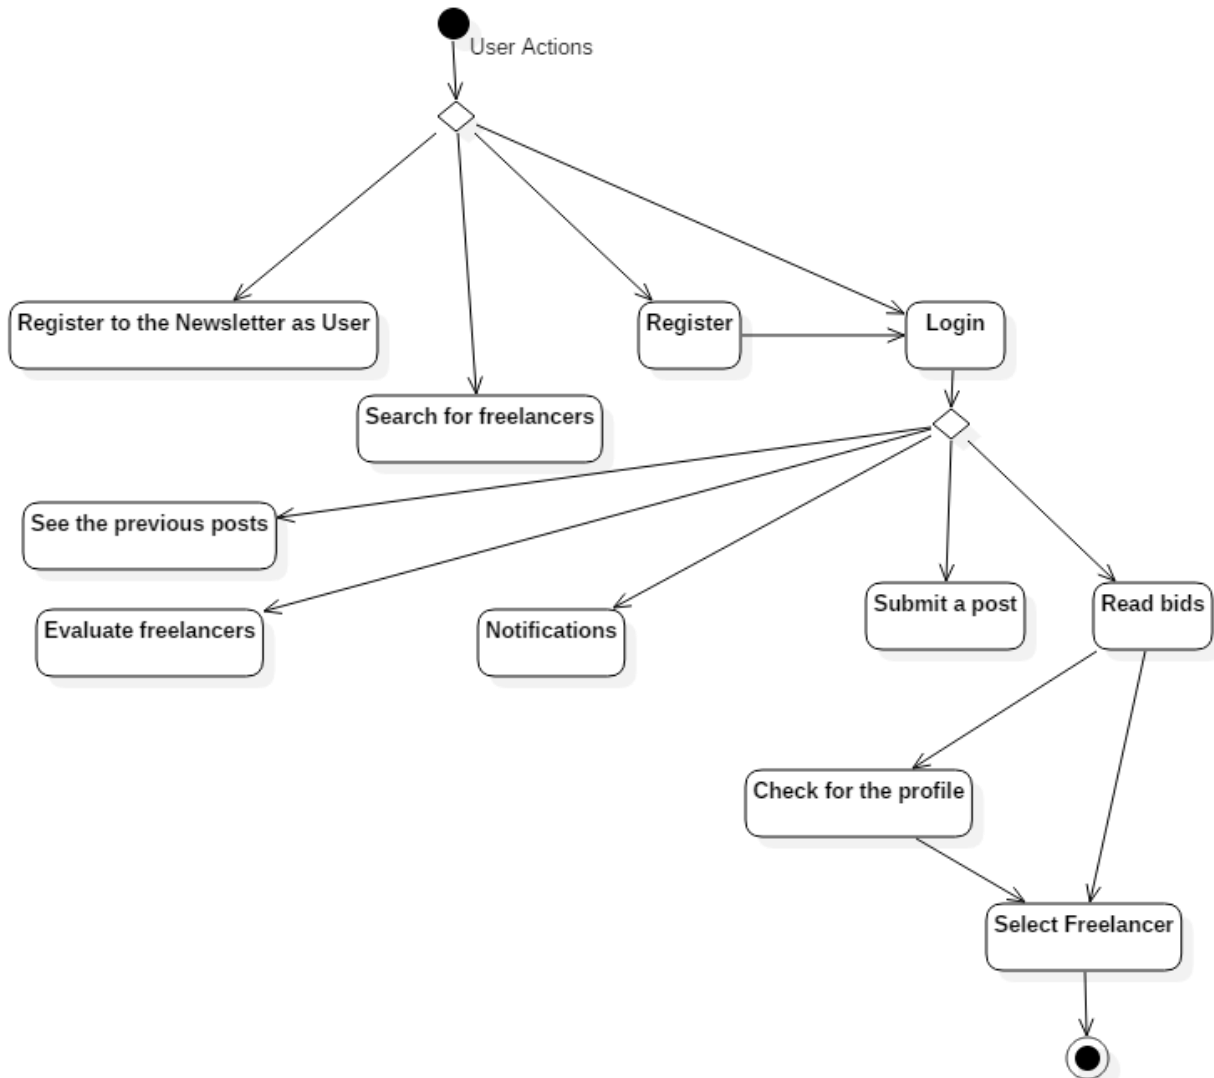 User Actions
Register to the Newsletter as User
Register
Login
Search for freelancers
See the previous posts
Submit a post
Read bids
Evaluate freelancers
Notifications
Check for the profile
Select Freelancer